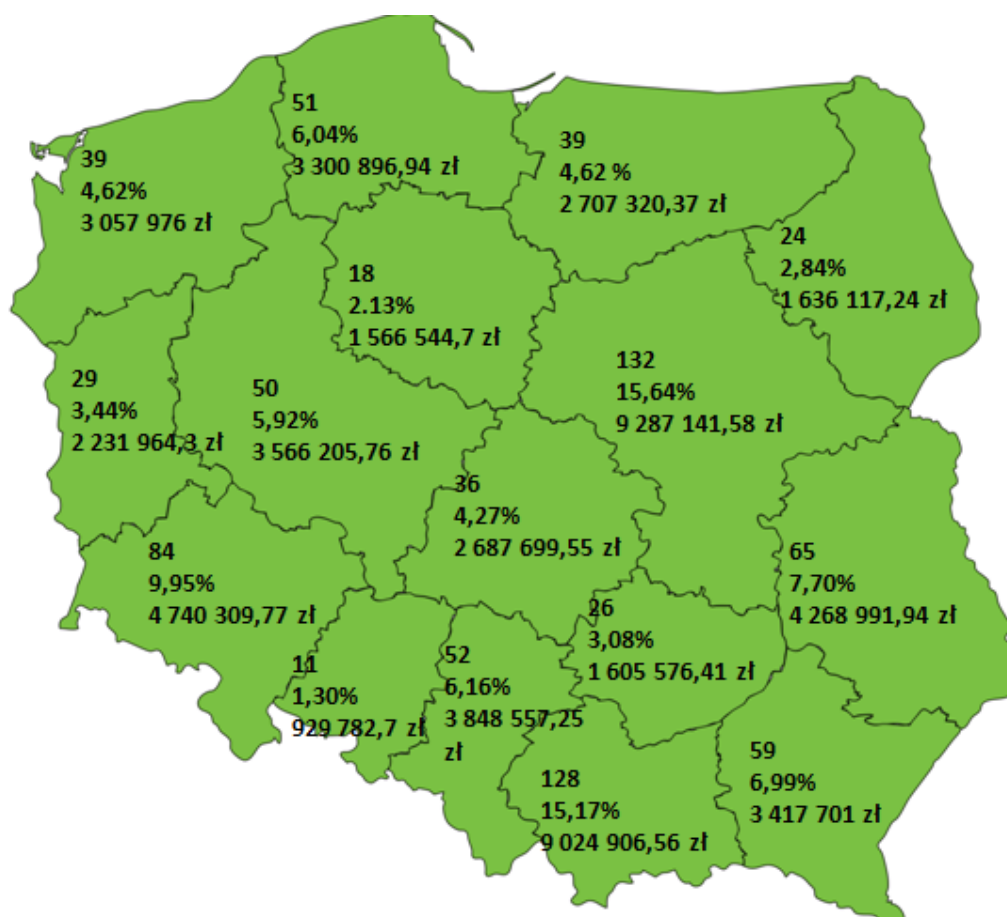 51
6,04%
3 300 896,94 zł
39
4,62 %
2 707 320,37 zł
39
4,62%
3 057 976 zł
24
2,84%
1 636 117,24 zł
18
2.13%
1 566 544,7 zł
132
15,64%
9 287 141,58 zł
29
3,44%
2 231 964,3 zł
50
5,92%
3 566 205,76 zł
36
4,27%
2 687 699,55 zł
84
9,95%
4 740 309,77 zł
65
7,70%
4 268 991,94 zł
26
3,08%
1 605 576,41 zł
11
1,30%
929 782,7 zł
52
6,16%
3 848 557,25
zł
59
6,99%
3 417 701 zł
128
15,17%
9 024 906,56 zł